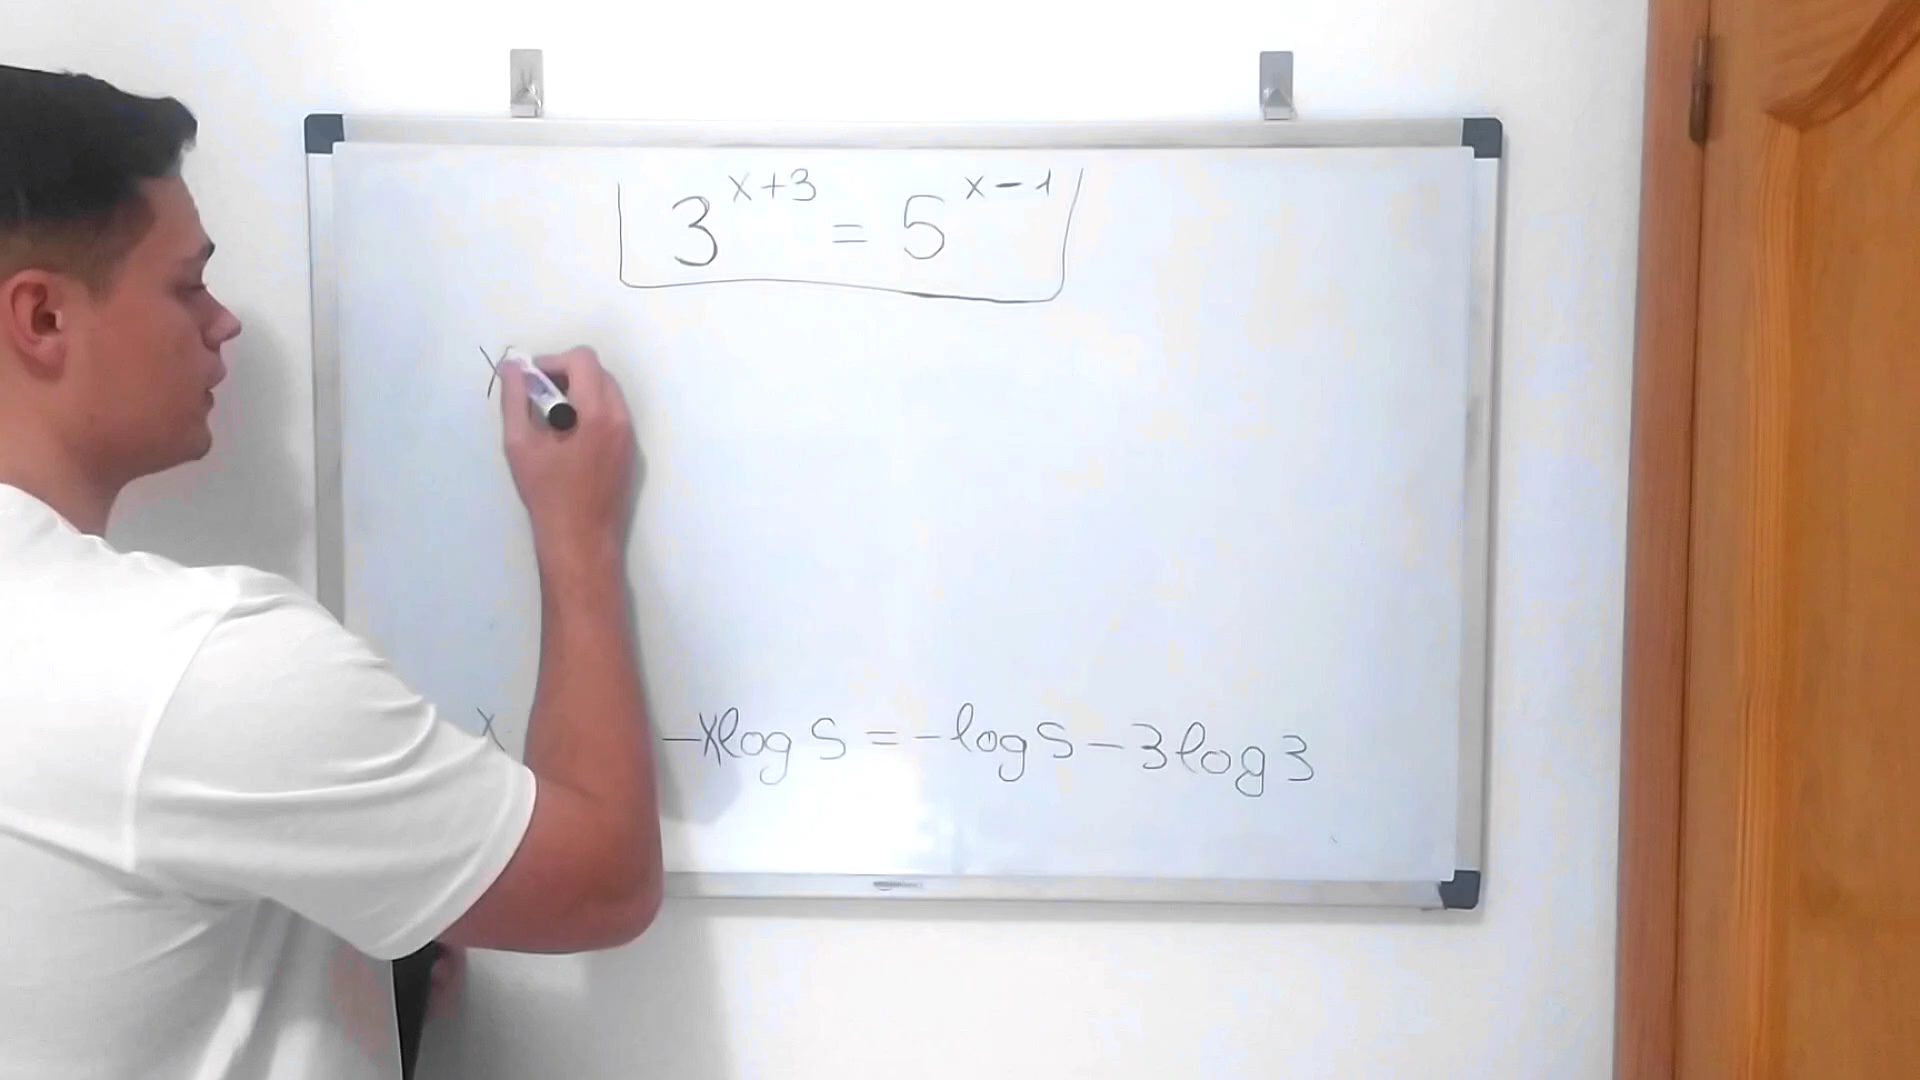 3^{x+3} = 5^{x-1}
x
x -xlog 5 = -log 5 - 3log 3